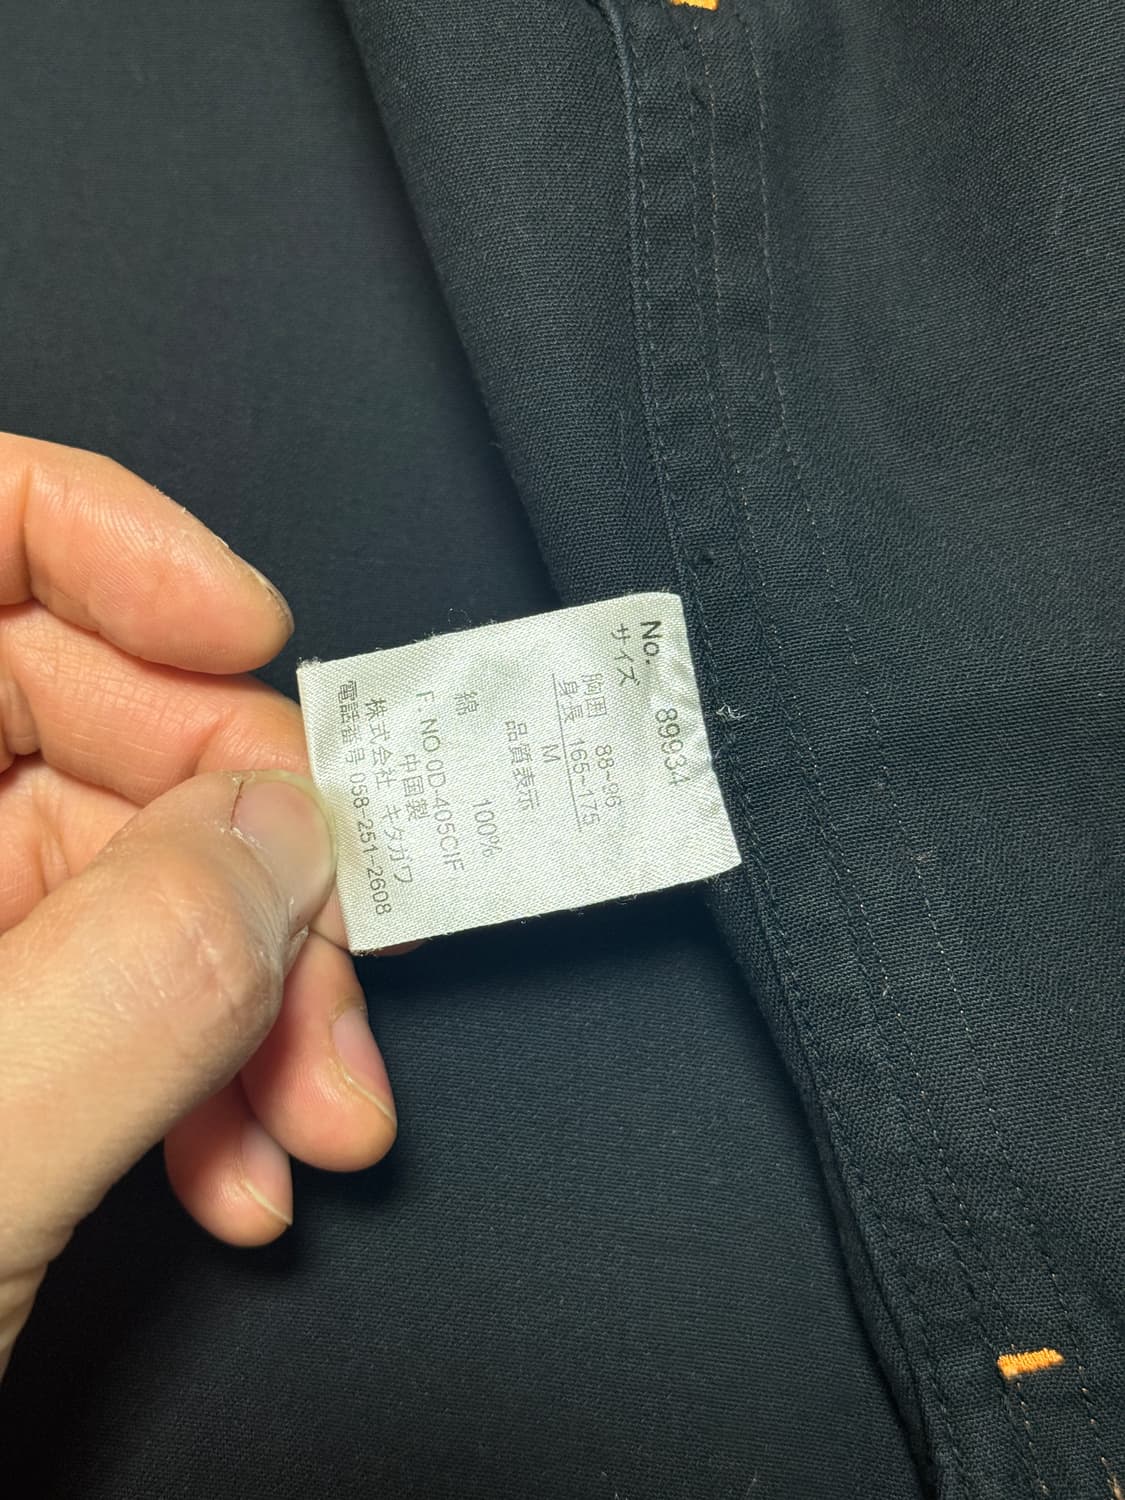 No. 89934
サイズ
胸囲 88~96
身長 165~175
M
品質表示
綿 100%
F. NO.0D-405CIF
中国製
株式会社 キタガワ
電話番号 058-251-2608